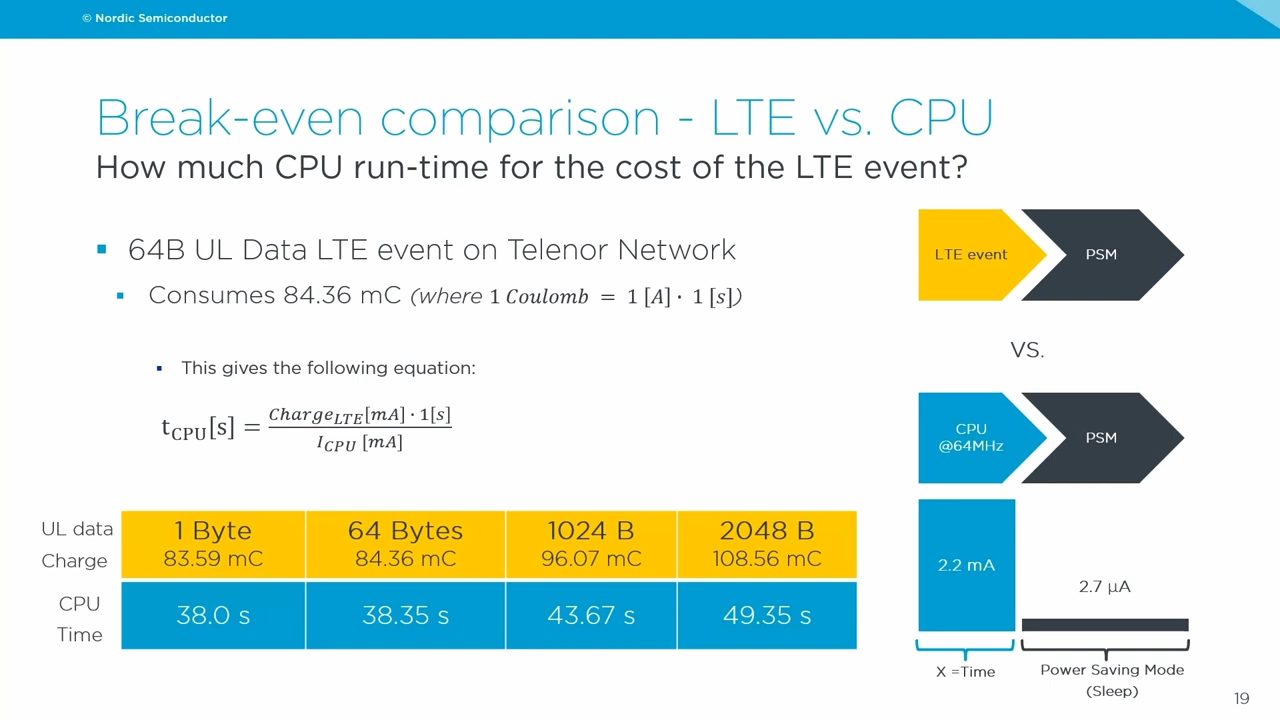 © Nordic Semiconductor
Break-even comparison - LTE vs. CPU
How much CPU run-time for the cost of the LTE event?
▪ 64B UL Data LTE event on Telenor Network
▪ Consumes 84.36 mC (where 1 Coulomb = 1 [A]· 1 [s])
▪ This gives the following equation:
t_CPU[s] = Charge_LTE[mA] · 1[s] / I_CPU [mA]
UL data 1 Byte 64 Bytes 1024 B 2048 B
Charge 83.59 mC 84.36 mC 96.07 mC 108.56 mC
CPU
Time 38.0 s 38.35 s 43.67 s 49.35 s
LTE event PSM
VS.
CPU
@64MHz
PSM
2.2 mA
2.7 µA
X =Time
Power Saving Mode
(Sleep)
19